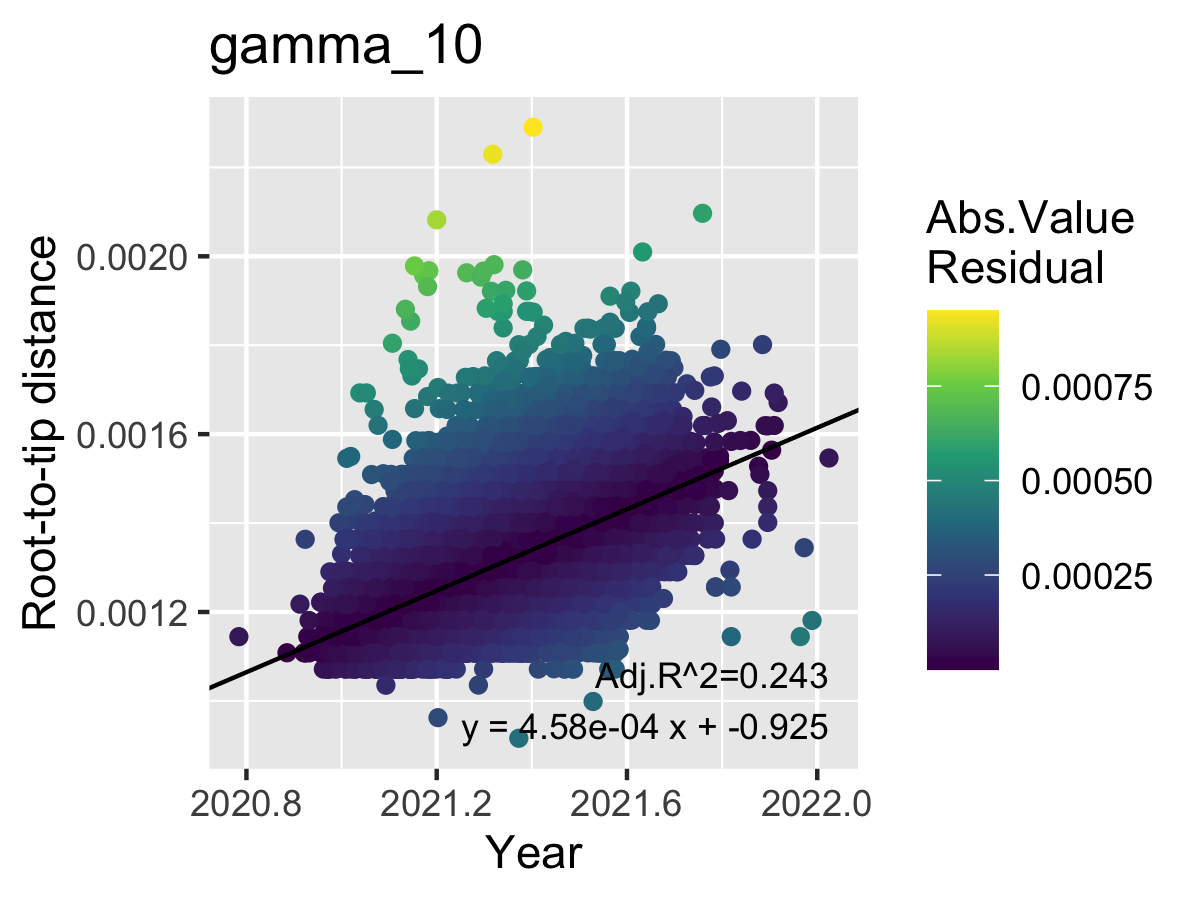 gamma_10
Root-to-tip distance
0.0020
0.0016
0.0012
Adj.R^2=0.243
y = 4.58e-04 x + -0.925
2020.8
2021.2
2021.6
2022.0
Year
Abs.Value
Residual
0.00075
0.00050
0.00025